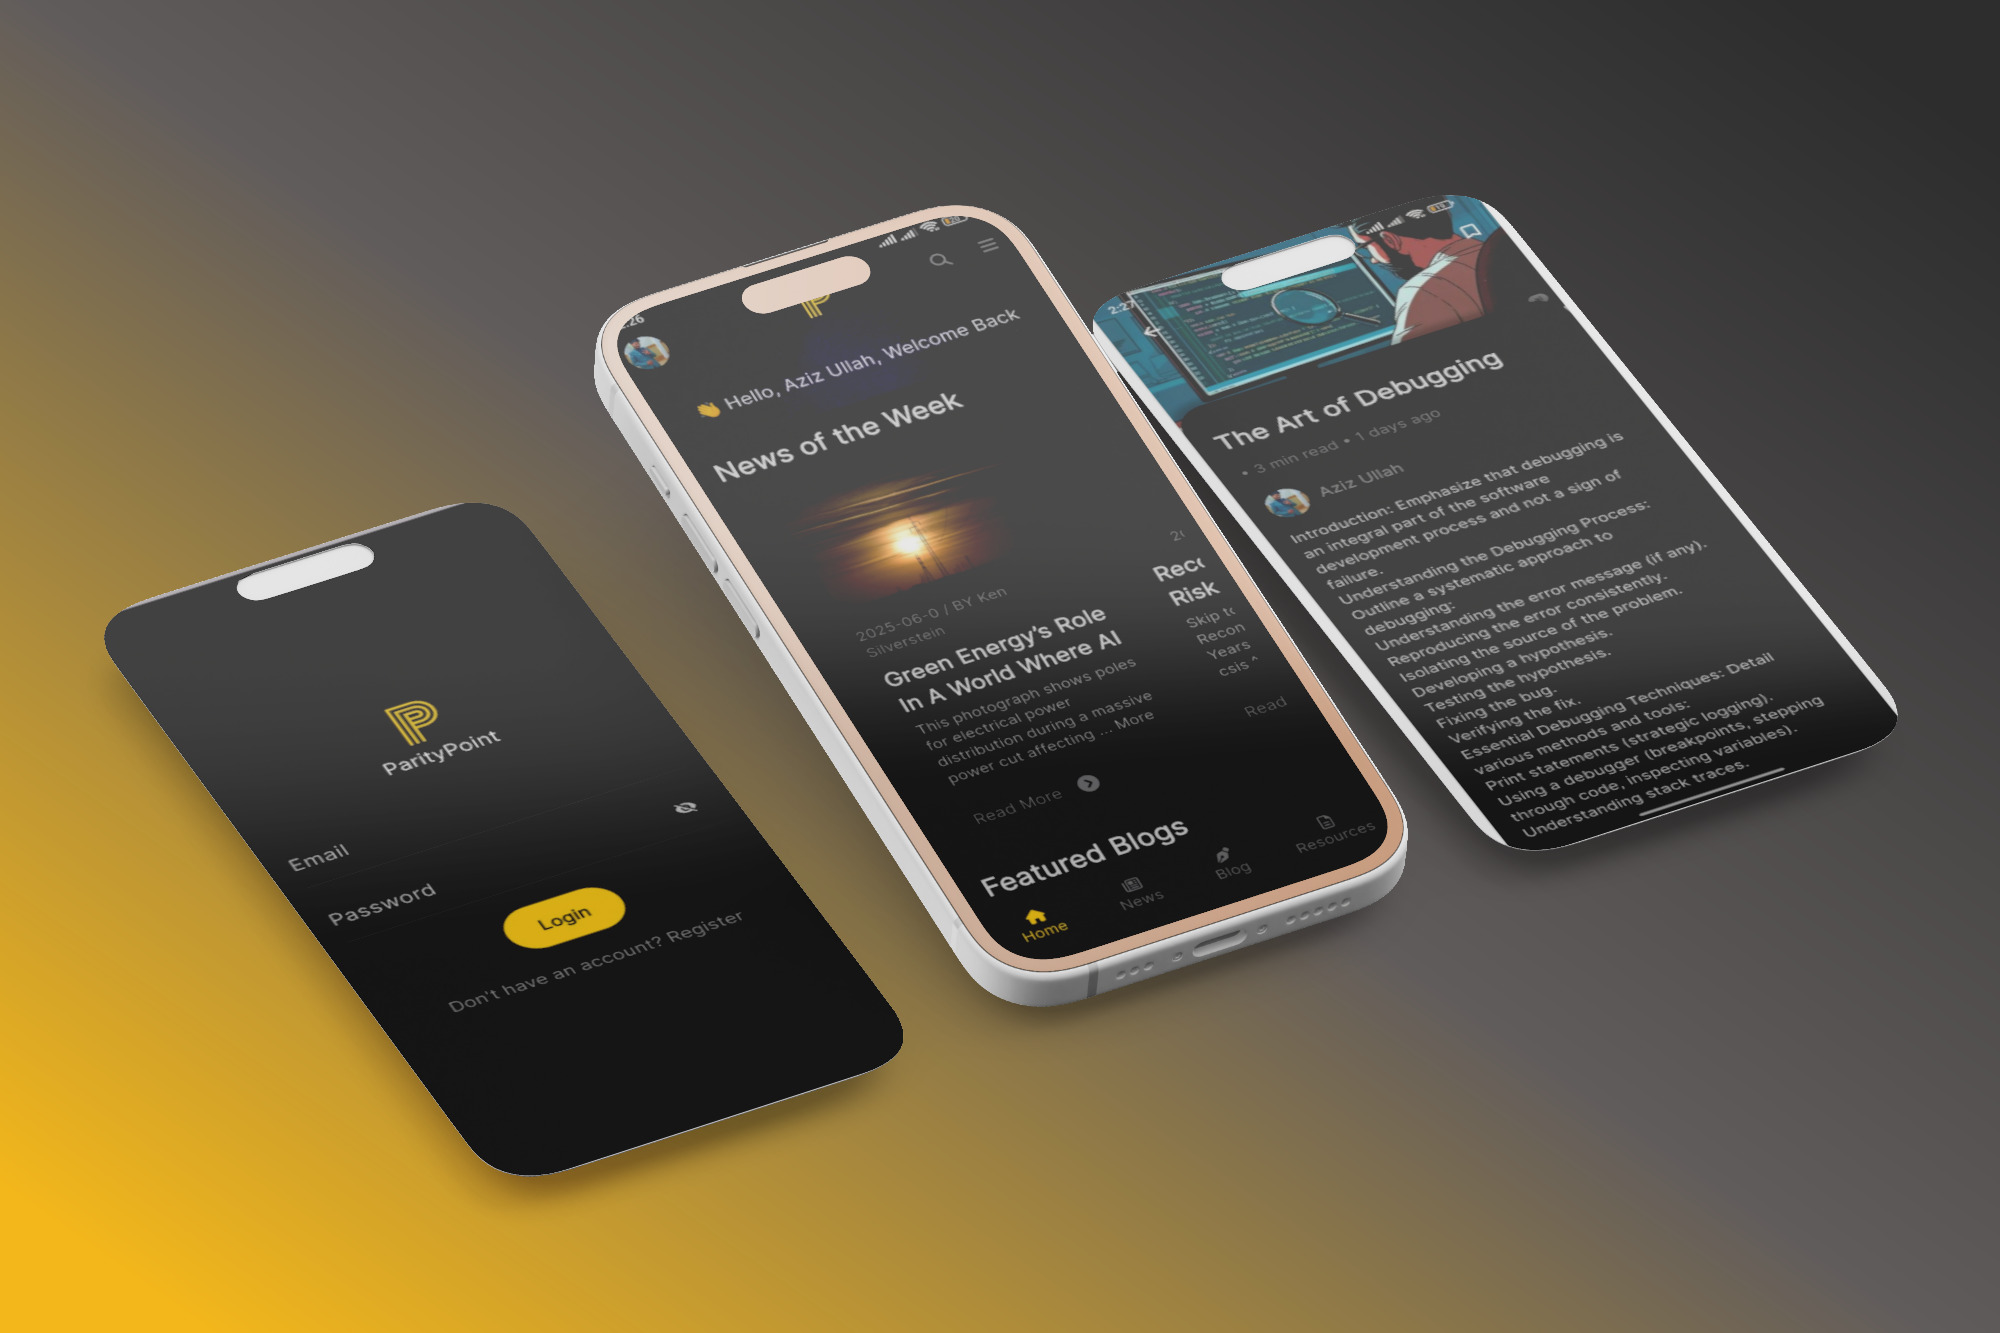 ParityPoint
Email
Password
Login
Don't have an account? Register
:26
👋 Hello, Aziz Ullah, Welcome Back
News of the Week
2025-06-0 / BY Ken
Silverstein
Green Energy's Role
In A World Where AI
This photograph shows poles
for electrical power
distribution during a massive
power cut affecting ... More
Read More
Risk
Skip
Recon
Years
Read
Featured Blogs
Home
News
Blog
Resources
2:27
The Art of Debugging
• 3 min read • 1 days ago
Aziz Ullah
Introduction: Emphasize that debugging is
an integral part of the software
development process and not a sign of
failure.
Understanding the Debugging Process:
Outline a systematic approach to
debugging:
Understanding the error message (if any).
Reproducing the error consistently.
Isolating the source of the problem.
Developing a hypothesis.
Testing the hypothesis.
Fixing the bug.
Verifying the fix.
Essential Debugging Techniques: Detail
various methods and tools:
Print statements (strategic logging).
Using a debugger (breakpoints, stepping
through code, inspecting variables).
Understanding stack traces.